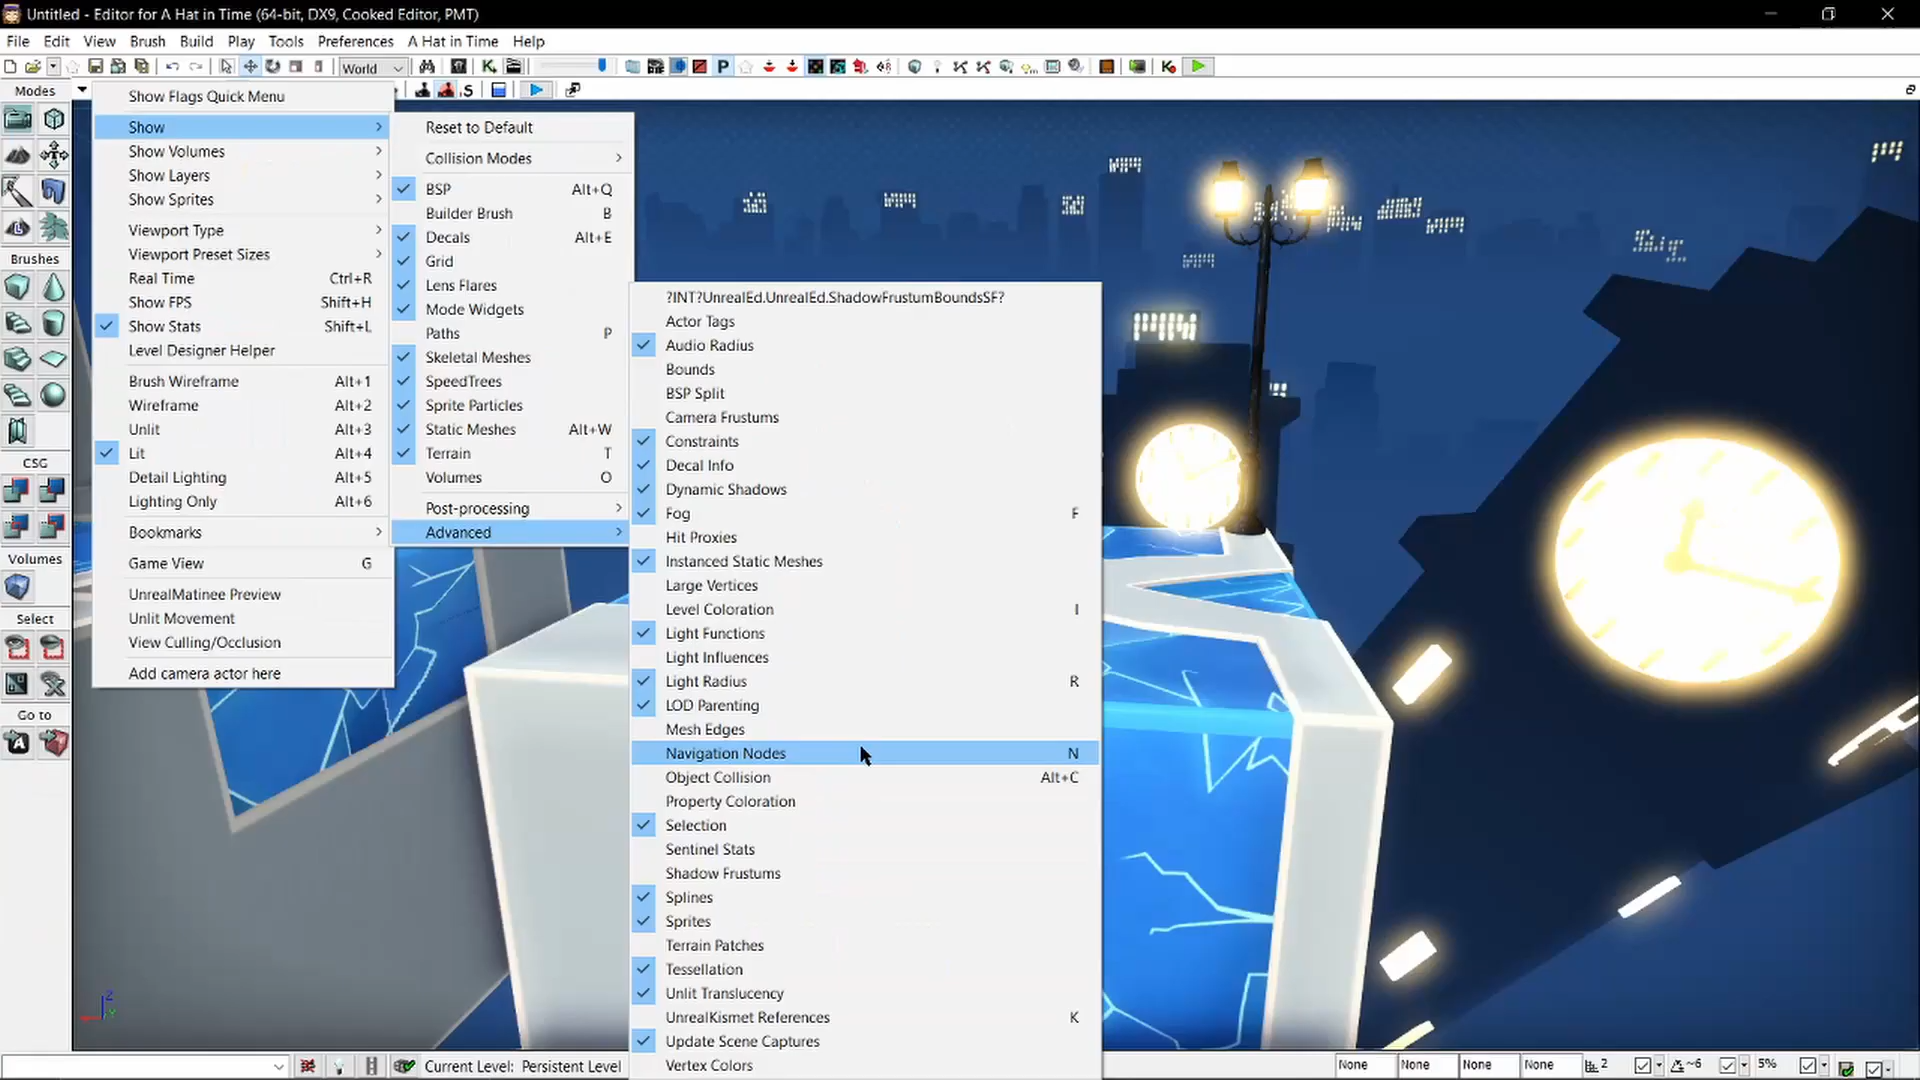 Untitled - Editor for A Hat in Time (64-bit, DX9, Cooked Editor, PMT)
File Edit View Brush Build Play Tools Preferences A Hat in Time Help
World
P
S
Modes
Brushes
CSG
Volumes
Select
Go to
Show Flags Quick Menu
Show
Show Volumes
Show Layers
Show Sprites
Viewport Type
Viewport Preset Sizes
Real Time Ctrl+R
Show FPS Shift+H
Show Stats Shift+L
Level Designer Helper
Brush Wireframe Alt+1
Wireframe Alt+2
Unlit Alt+3
Lit Alt+4
Detail Lighting Alt+5
Lighting Only Alt+6
Bookmarks
Game View G
UnrealMatinee Preview
Unlit Movement
View Culling/Occlusion
Add camera actor here
Reset to Default
Collision Modes
BSP Alt+Q
Builder Brush B
Decals Alt+E
Grid
Lens Flares
Mode Widgets
Paths P
Skeletal Meshes
SpeedTrees
Sprite Particles
Static Meshes Alt+W
Terrain T
Volumes O
Post-processing
Advanced
?INT?UnrealEd.UnrealEd.ShadowFrustumBoundsSF?
Actor Tags
Audio Radius
Bounds
BSP Split
Camera Frustums
Constraints
Decal Info
Dynamic Shadows
Fog F
Hit Proxies
Instanced Static Meshes
Large Vertices
Level Coloration I
Light Functions
Light Influences
Light Radius R
LOD Parenting
Mesh Edges
Navigation Nodes N
Object Collision Alt+C
Property Coloration
Selection
Sentinel Stats
Shadow Frustums
Splines
Sprites
Terrain Patches
Tessellation
Unlit Translucency
UnrealKismet References K
Update Scene Captures
Vertex Colors
Current Level: Persistent Level
None None None None 2 ~6 5%